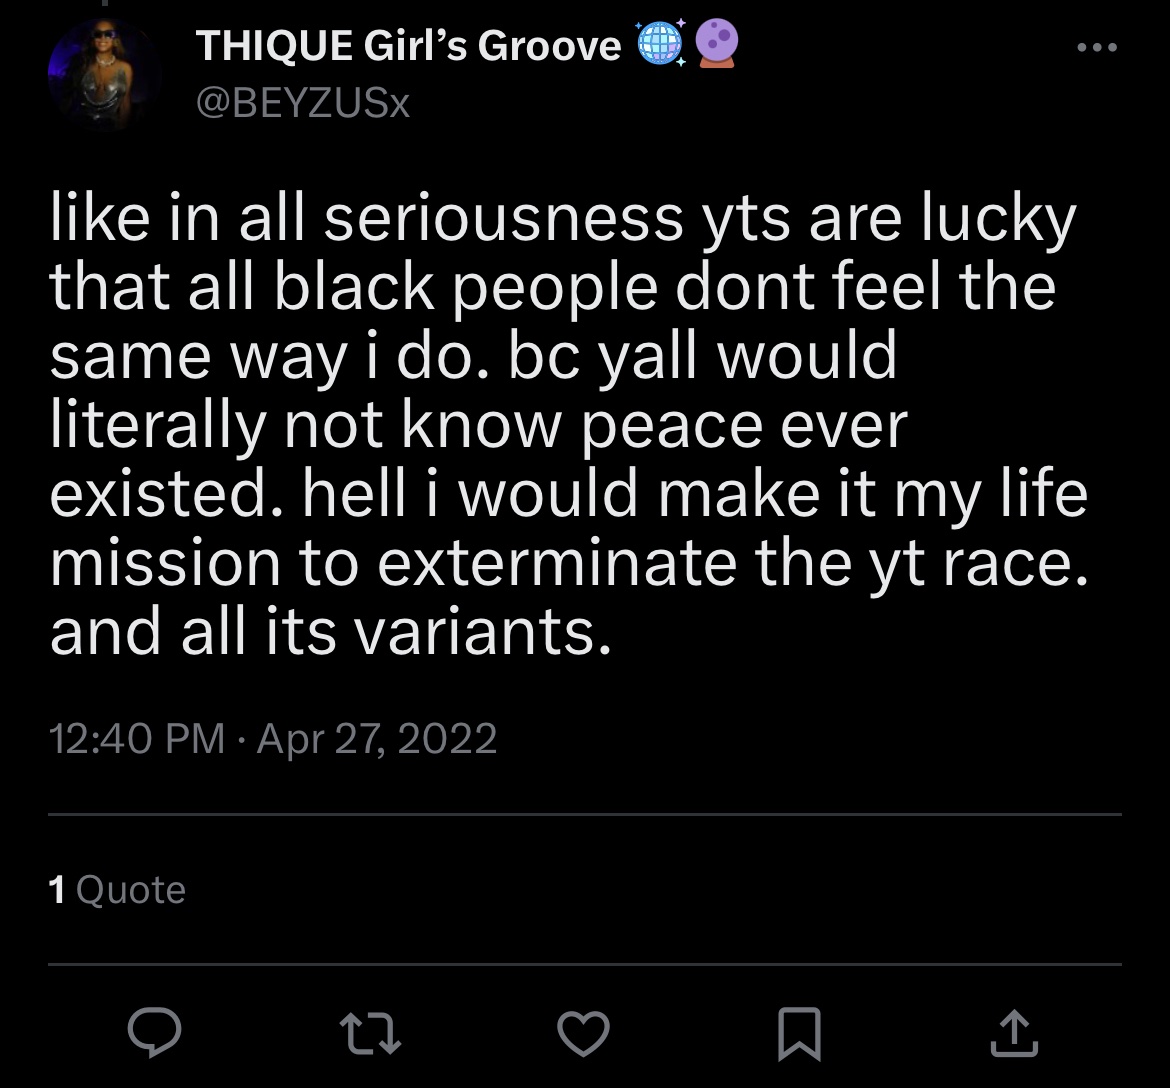 THIQUE Girl’s Groove 🪩🔮
@BEYZUSx
like in all seriousness yts are lucky
that all black people dont feel the
same way i do. bc yall would
literally not know peace ever
existed. hell i would make it my life
mission to exterminate the yt race.
and all its variants.
12:40 PM · Apr 27, 2022
1 Quote